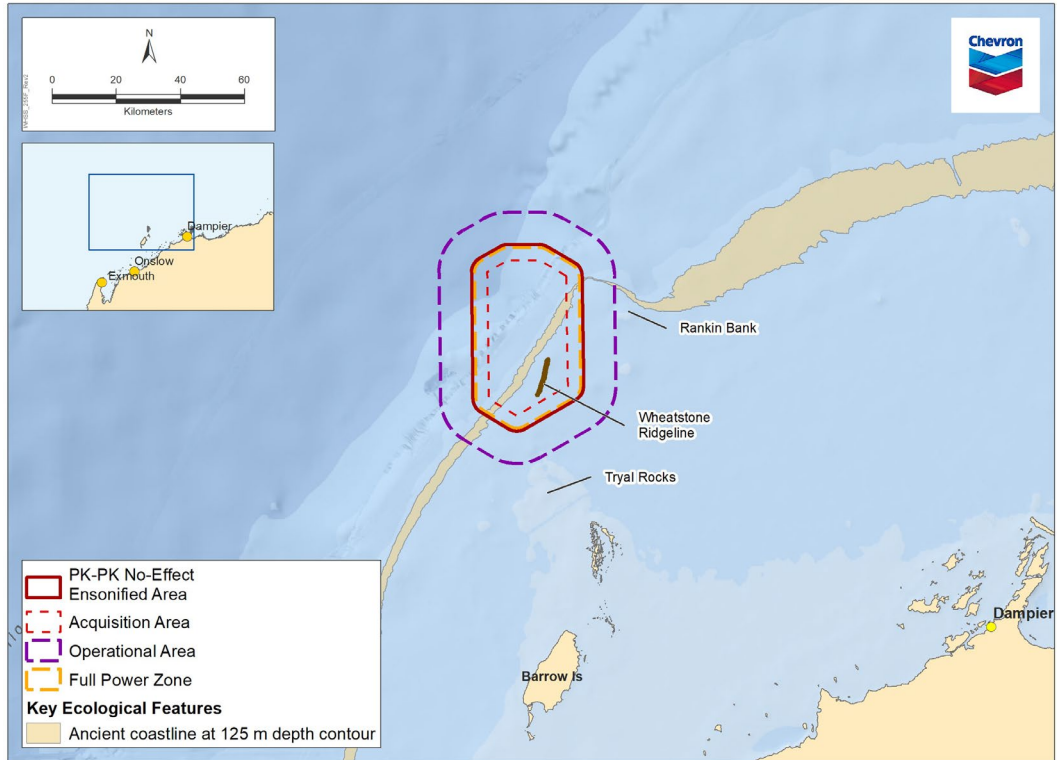 N
0 20 40 60
Kilometers
Chevron
Dampier
Onslow
Exmouth
Rankin Bank
Wheatstone
Ridgeline
Tryal Rocks
Dampier
Barrow Is
PK-PK No-Effect
Ensonified Area
Acquisition Area
Operational Area
Full Power Zone
Key Ecological Features
Ancient coastline at 125 m depth contour